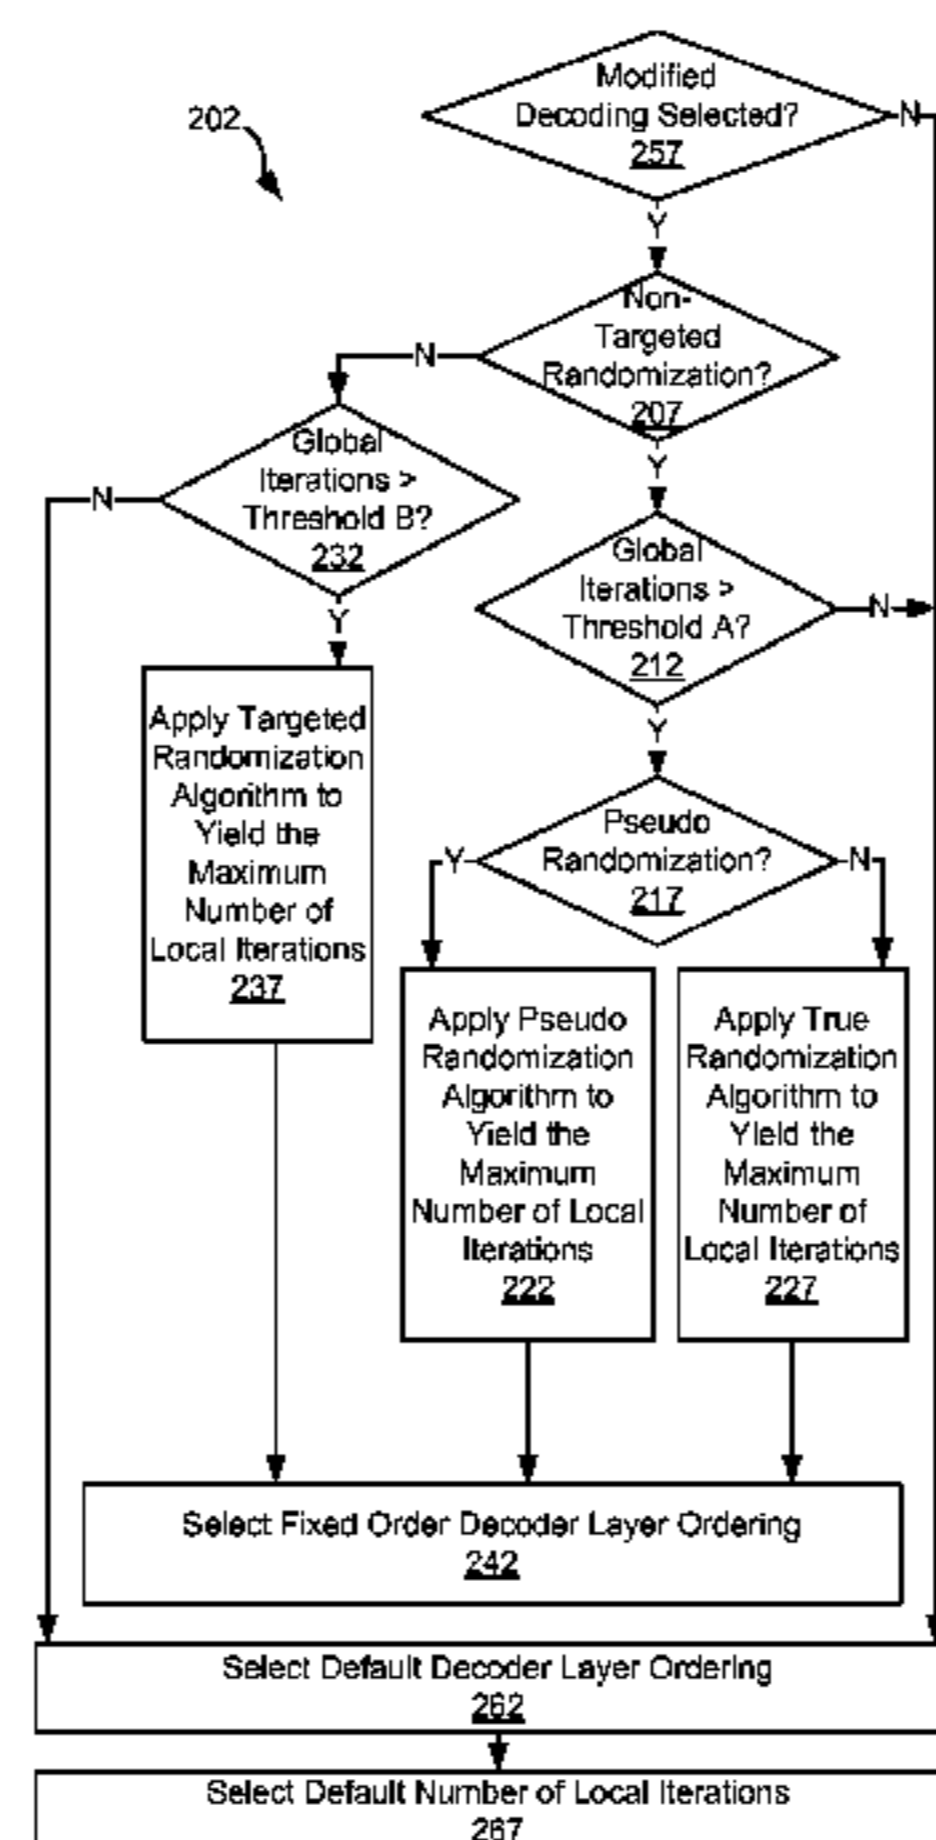 202
Modified
Decoding Selected?
257
N
Y
Non-
Targeted
Randomization?
207
N
Y
Global
Iterations >
Threshold B?
232
N
Y
Global
Iterations >
Threshold A?
212
N
Y
Apply Targeted
Randomization
Algorithm to
Yield the
Maximum
Number of
Local Iterations
237
Pseudo
Randomization?
217
Y
N
Apply Pseudo
Randomization
Algorithm to
Yield the
Maximum
Number of Local
Iterations
222
Apply True
Randomization
Algorithm to
Yield the
Maximum
Number of
Local Iterations
227
Select Fixed Order Decoder Layer Ordering
242
Select Default Decoder Layer Ordering
262
Select Default Number of Local Iterations
267